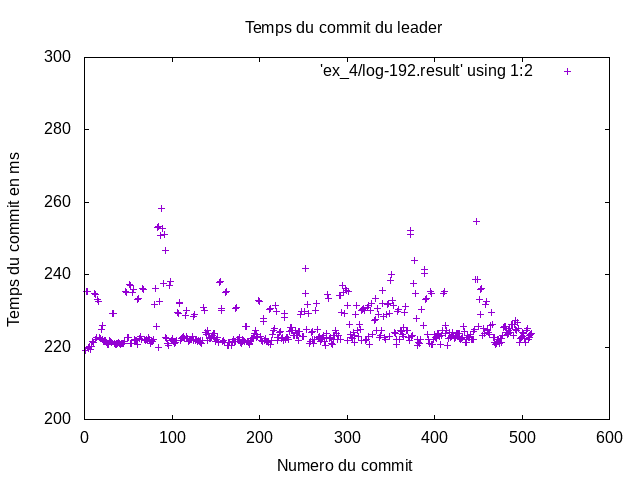 Temps du commit du leader
'ex_4/log-192.result' using 1:2
Temps du commit en ms
300
280
260
240
220
200
0 100 200 300 400 500 600
Numero du commit